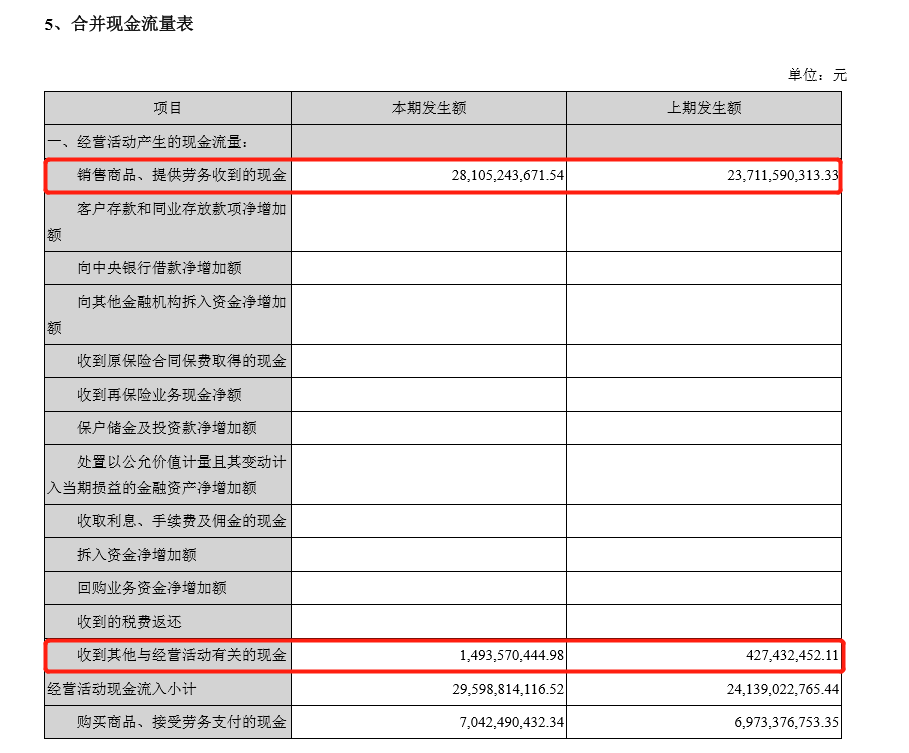 5、合并现金流量表
单位：元
项目 本期发生额 上期发生额
一、经营活动产生的现金流量：
销售商品、提供劳务收到的现金 28,105,243,671.54 23,711,590,313.33
客户存款和同业存放款项净增加
额
向中央银行借款净增加额
向其他金融机构拆入资金净增加
额
收到原保险合同保费取得的现金
收到再保险业务现金净额
保户储金及投资款净增加额
处置以公允价值计量且其变动计
入当期损益的金融资产净增加额
收取利息、手续费及佣金的现金
拆入资金净增加额
回购业务资金净增加额
收到的税费返还
收到其他与经营活动有关的现金 1,493,570,444.98 427,432,452.11
经营活动现金流入小计 29,598,814,116.52 24,139,022,765.44
购买商品、接受劳务支付的现金 7,042,490,432.34 6,973,376,753.35